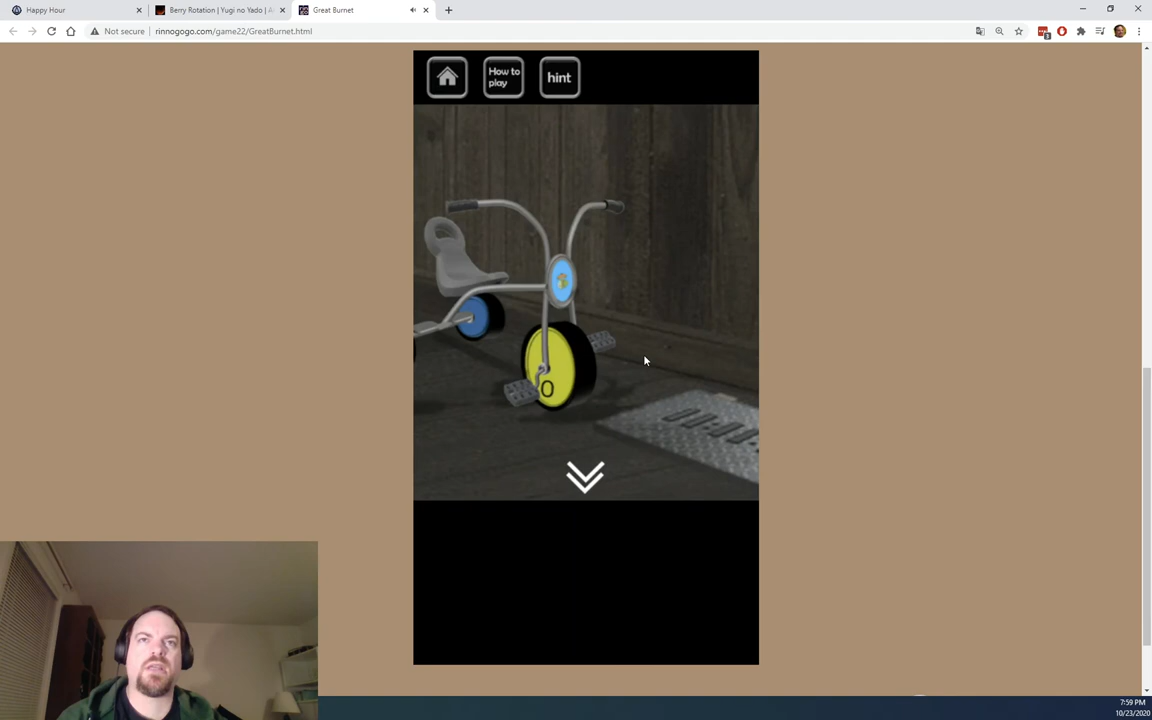 Happy Hour
Berry Rotation | Yugi no Yado | A
Great Burnet
Not secure | rinnogogo.com/game22/GreatBurnet.html
How to
play
hint
0
7:59 PM
10/23/2020